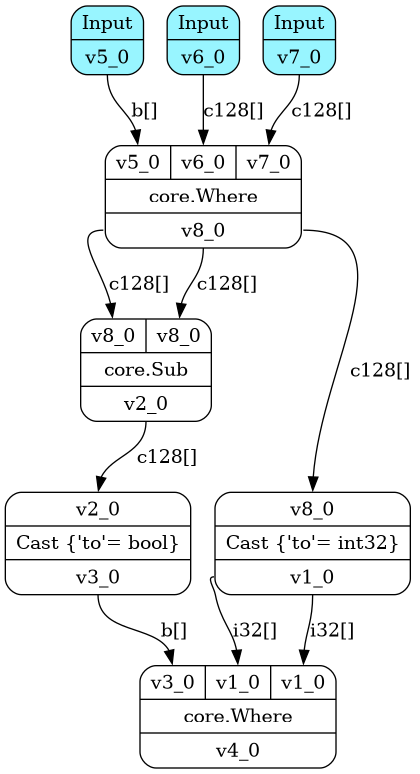 Input
v5_0
Input
v6_0
Input
v7_0
b[]
c128[]
c128[]
v5_0 v6_0 v7_0
core.Where
v8_0
c128[]
c128[]
c128[]
v8_0 v8_0
core.Sub
v2_0
c128[]
v2_0
Cast {'to'= bool}
v3_0
v8_0
Cast {'to'= int32}
v1_0
b[]
i32[]
i32[]
v3_0 v1_0 v1_0
core.Where
v4_0